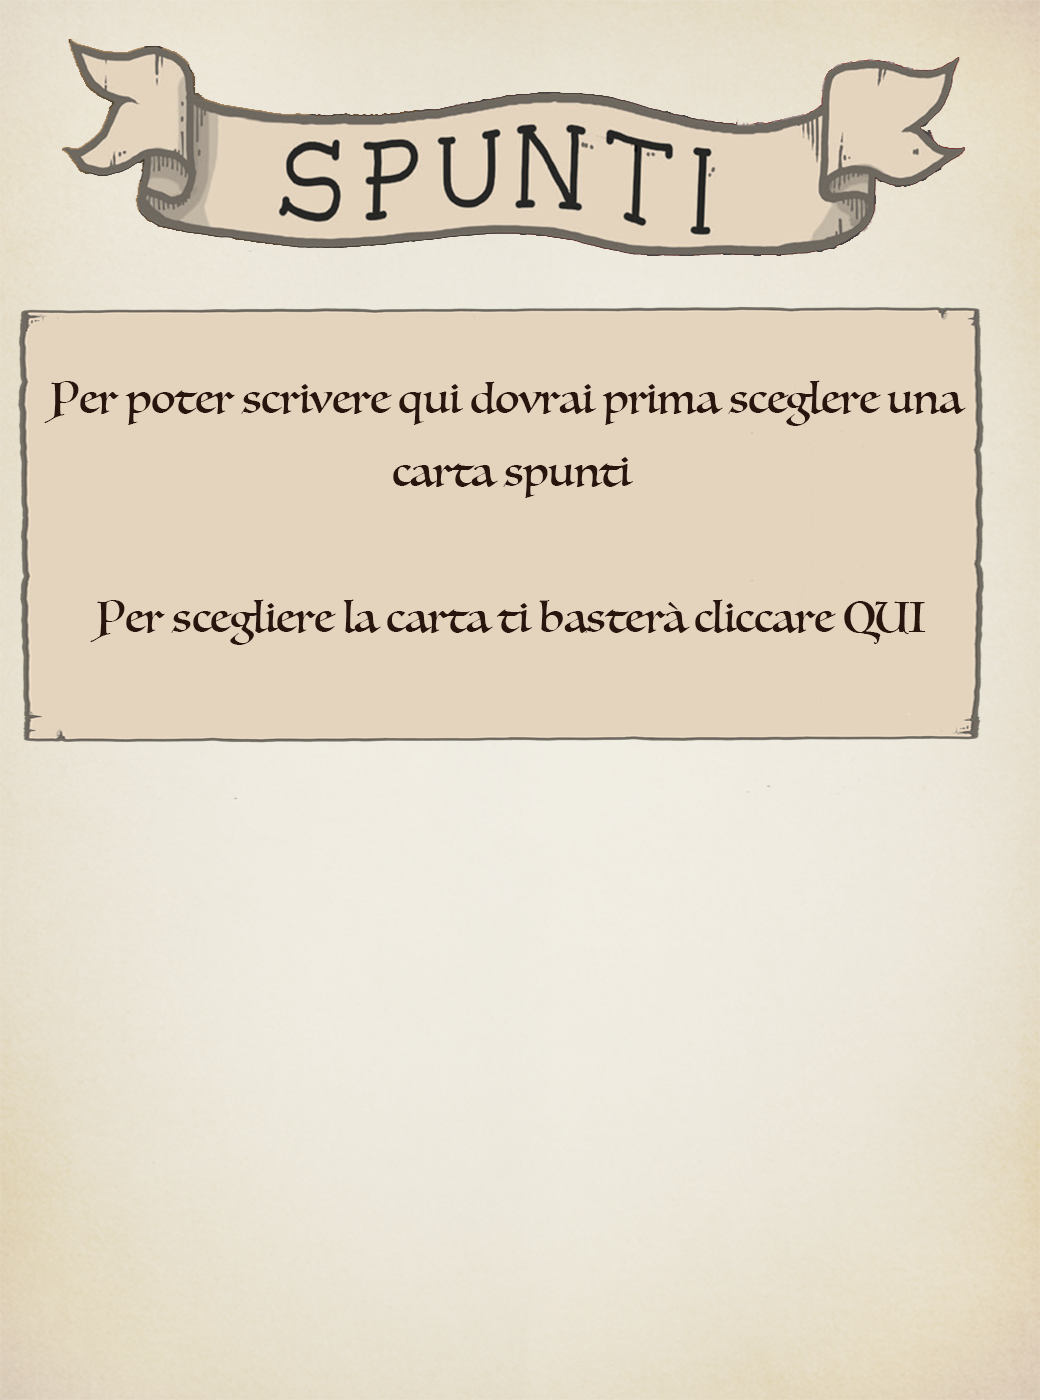 SPUNTI
Per poter scrivere qui dovrai prima sceglere una
carta spunti
Per scegliere la carta ti basterà cliccare QUI